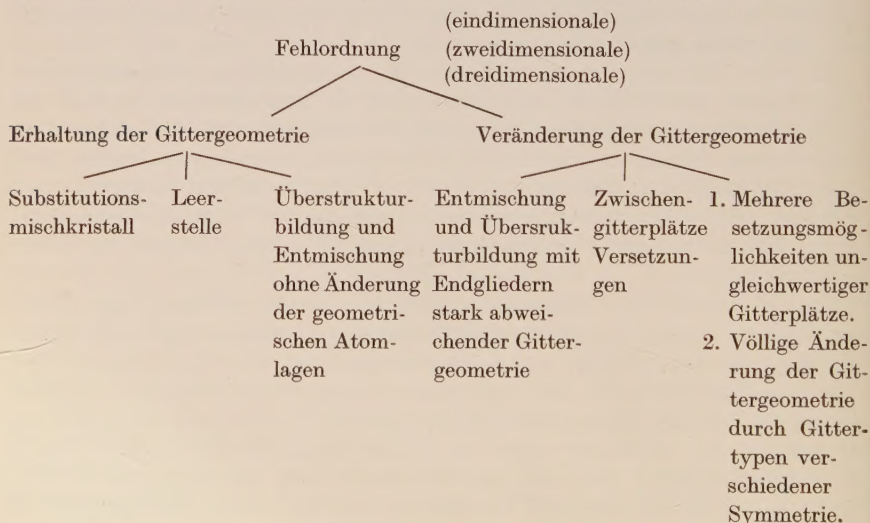 (eindimensionale)
Fehlordnung (zweidimensionale)
(dreidimensionale)
Erhaltung der Gittergeometrie
Veränderung der Gittergeometrie
Substitutions-
mischkristall
Leer-
stelle
Überstruktur-
bildung und
Entmischung
ohne Änderung
der geometri-
schen Atom-
lagen
Entmischung
und Übersruk-
turbildung mit
Endgliedern
stark abwei-
chender Gitter-
geometrie
Zwischen-
gitterplätze
Versetzun-
gen
1. Mehrere Be-
setzungsmög-
lichkeiten un-
gleichwertiger
Gitterplätze.
2. Völlige Ände-
rung der Git-
tergeometrie
durch Gitter-
typen ver-
schiedener
Symmetrie.